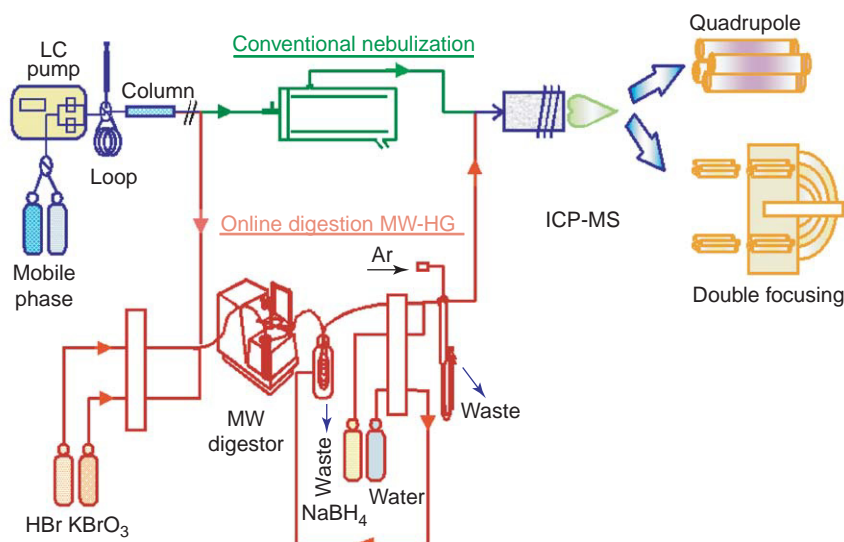 Quadrupole
LC
pump
Conventional nebulization
Column
Loop
ICP-MS
Mobile
phase
Online digestion MW-HG
Ar
Double focusing
MW
digestor
Waste
Waste
NaBH4
Water
HBr KBrO3